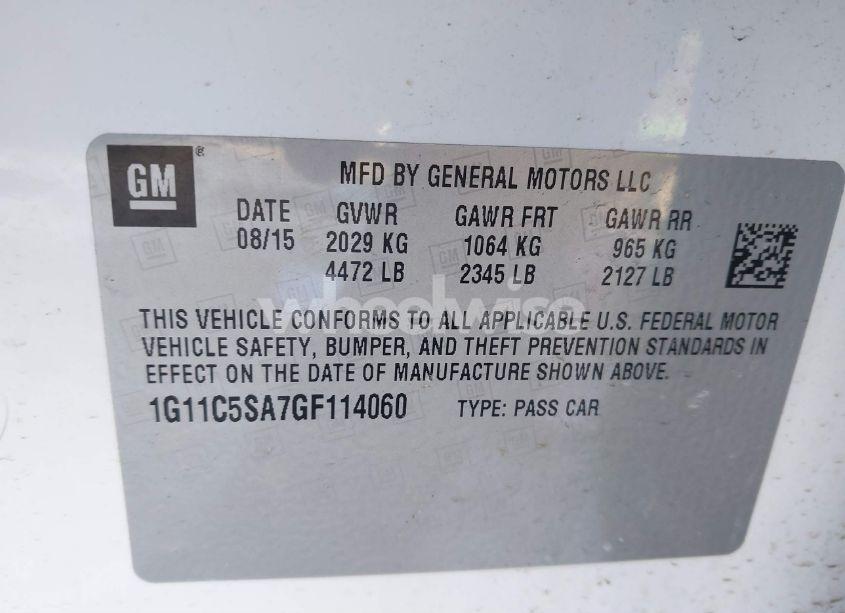 GM®
MFD BY GENERAL MOTORS LLC
DATE GVWR GAWR FRT GAWR RR
08/15 2029 KG 1064 KG 965 KG
4472 LB 2345 LB 2127 LB
wheelwise
THIS VEHICLE CONFORMS TO ALL APPLICABLE U.S. FEDERAL MOTOR
VEHICLE SAFETY, BUMPER, AND THEFT PREVENTION STANDARDS IN
EFFECT ON THE DATE OF MANUFACTURE SHOWN ABOVE.
1G11C5SA7GF114060 TYPE: PASS CAR